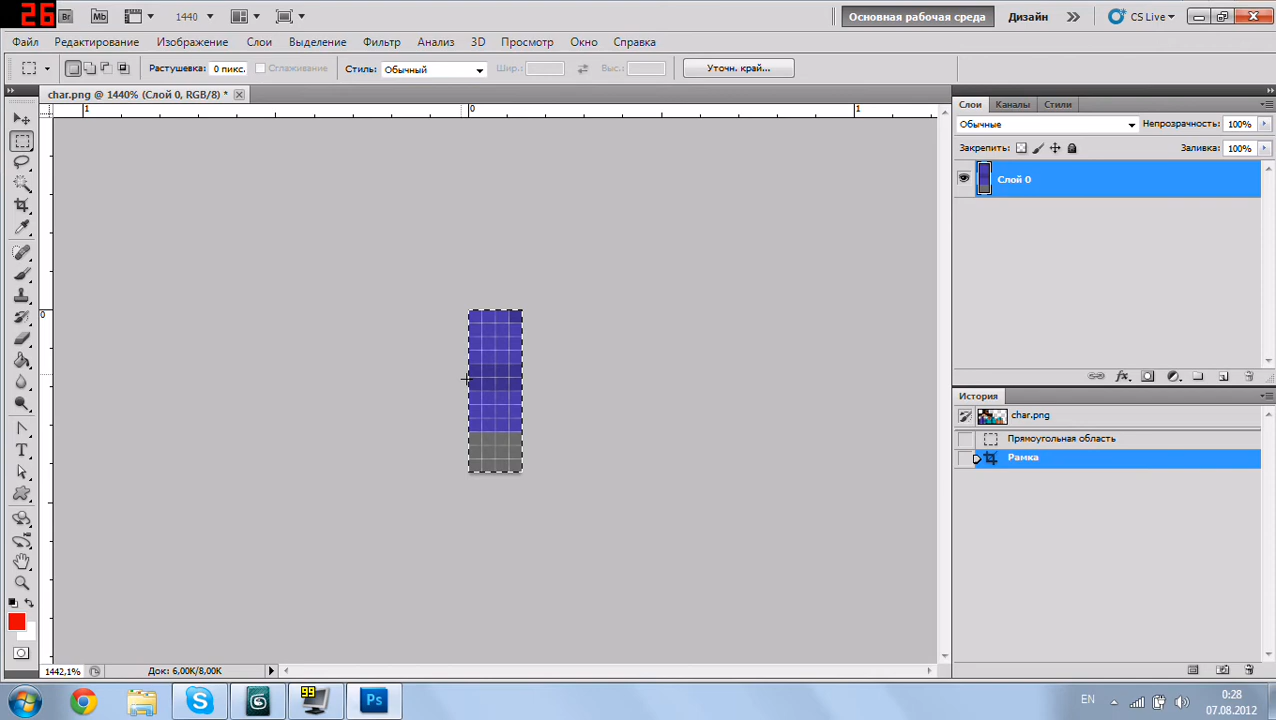 26 Br Mb 1440 Основная рабочая среда Дизайн CS Live
Файл Редактирование Изображение Слои Выделение Фильтр Анализ 3D Просмотр Окно Справка
Растушевка: 0 пикс. Сглаживание Стиль: Обычный Шир.: Выс.: Уточн. край...
char.png @ 1440% (Слой 0, RGB/8) *
1 0 1
0
Слои Каналы Стили
Обычные Непрозрачность: 100%
Закрепить: Заливка: 100%
Слой 0
История
char.png
Прямоугольная область
Рамка
1442,1% Док: 6,00K/8,00K
99 Ps EN 0:28
07.08.2012